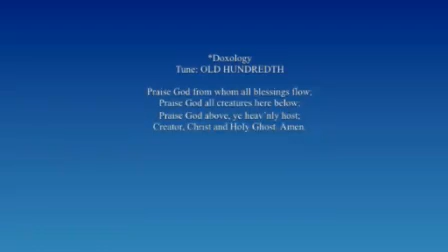 *Doxology
Tune: OLD HUNDREDTH
Praise God from whom all blessings flow;
Praise God all creatures here below;
Praise God above, ye heav'nly host;
Creator, Christ and Holy Ghost. Amen.